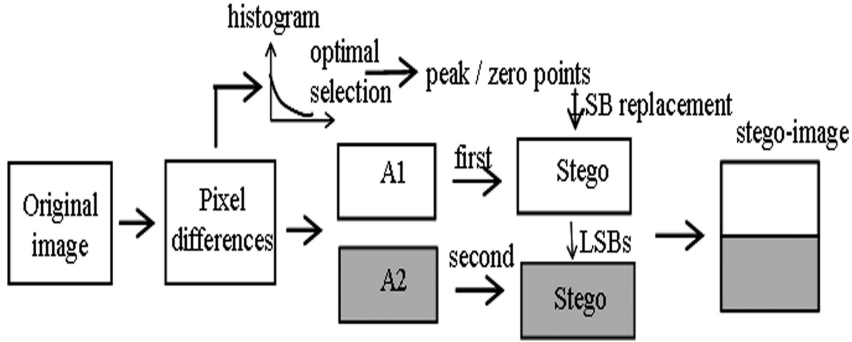 histogram
optimal
selection
peak / zero points
LSB replacement
stego-image
Original
image
Pixel
differences
A1
first
Stego
LSBs
A2
second
Stego